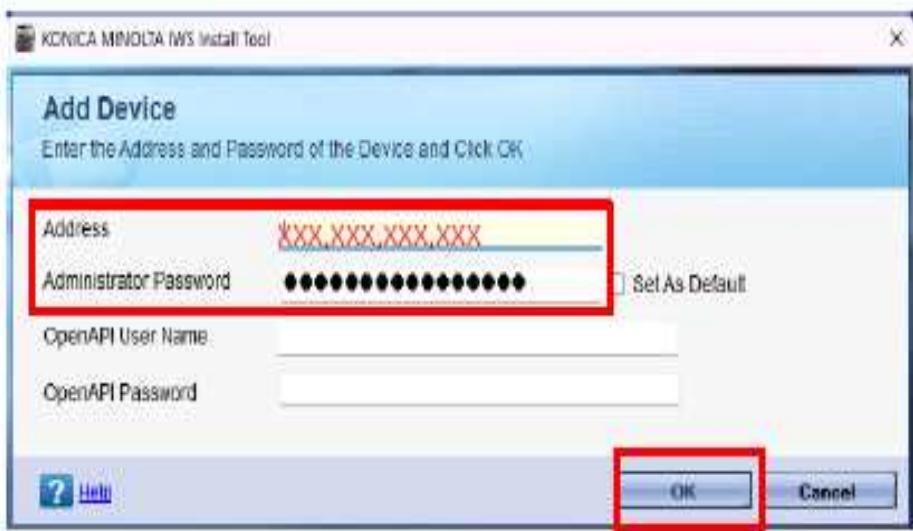 KONICA MINOLTA IWS Install Tool
Add Device
Enter the Address and Password of the Device and Click OK
Address
XXX,XXX,XXX,XXX
Administrator Password
●●●●●●●●●●●●●●●●
Set As Default
OpenAPI User Name
OpenAPI Password
? Help
OK
Cancel